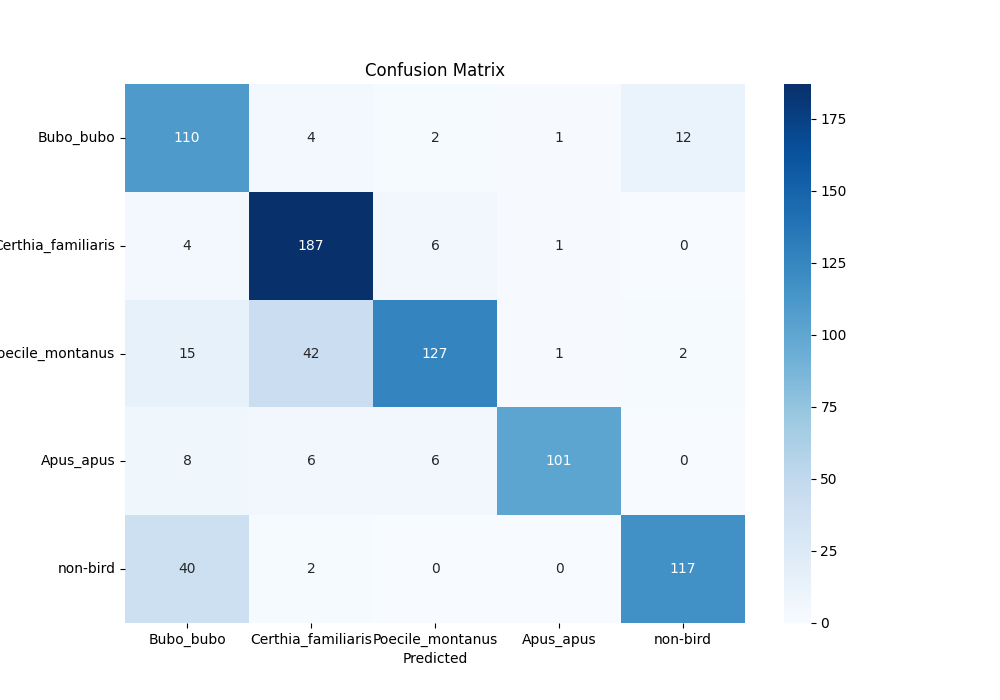 Confusion Matrix
Bubo_bubo 110 4 2 1 12
Certhia_familiaris 4 187 6 1 0
oecile_montanus 15 42 127 1 2
Apus_apus 8 6 6 101 0
non-bird 40 2 0 0 117
Bubo_bubo Certhia_familiaris Poecile_montanus Apus_apus non-bird
Predicted
175
150
125
100
75
50
25
0